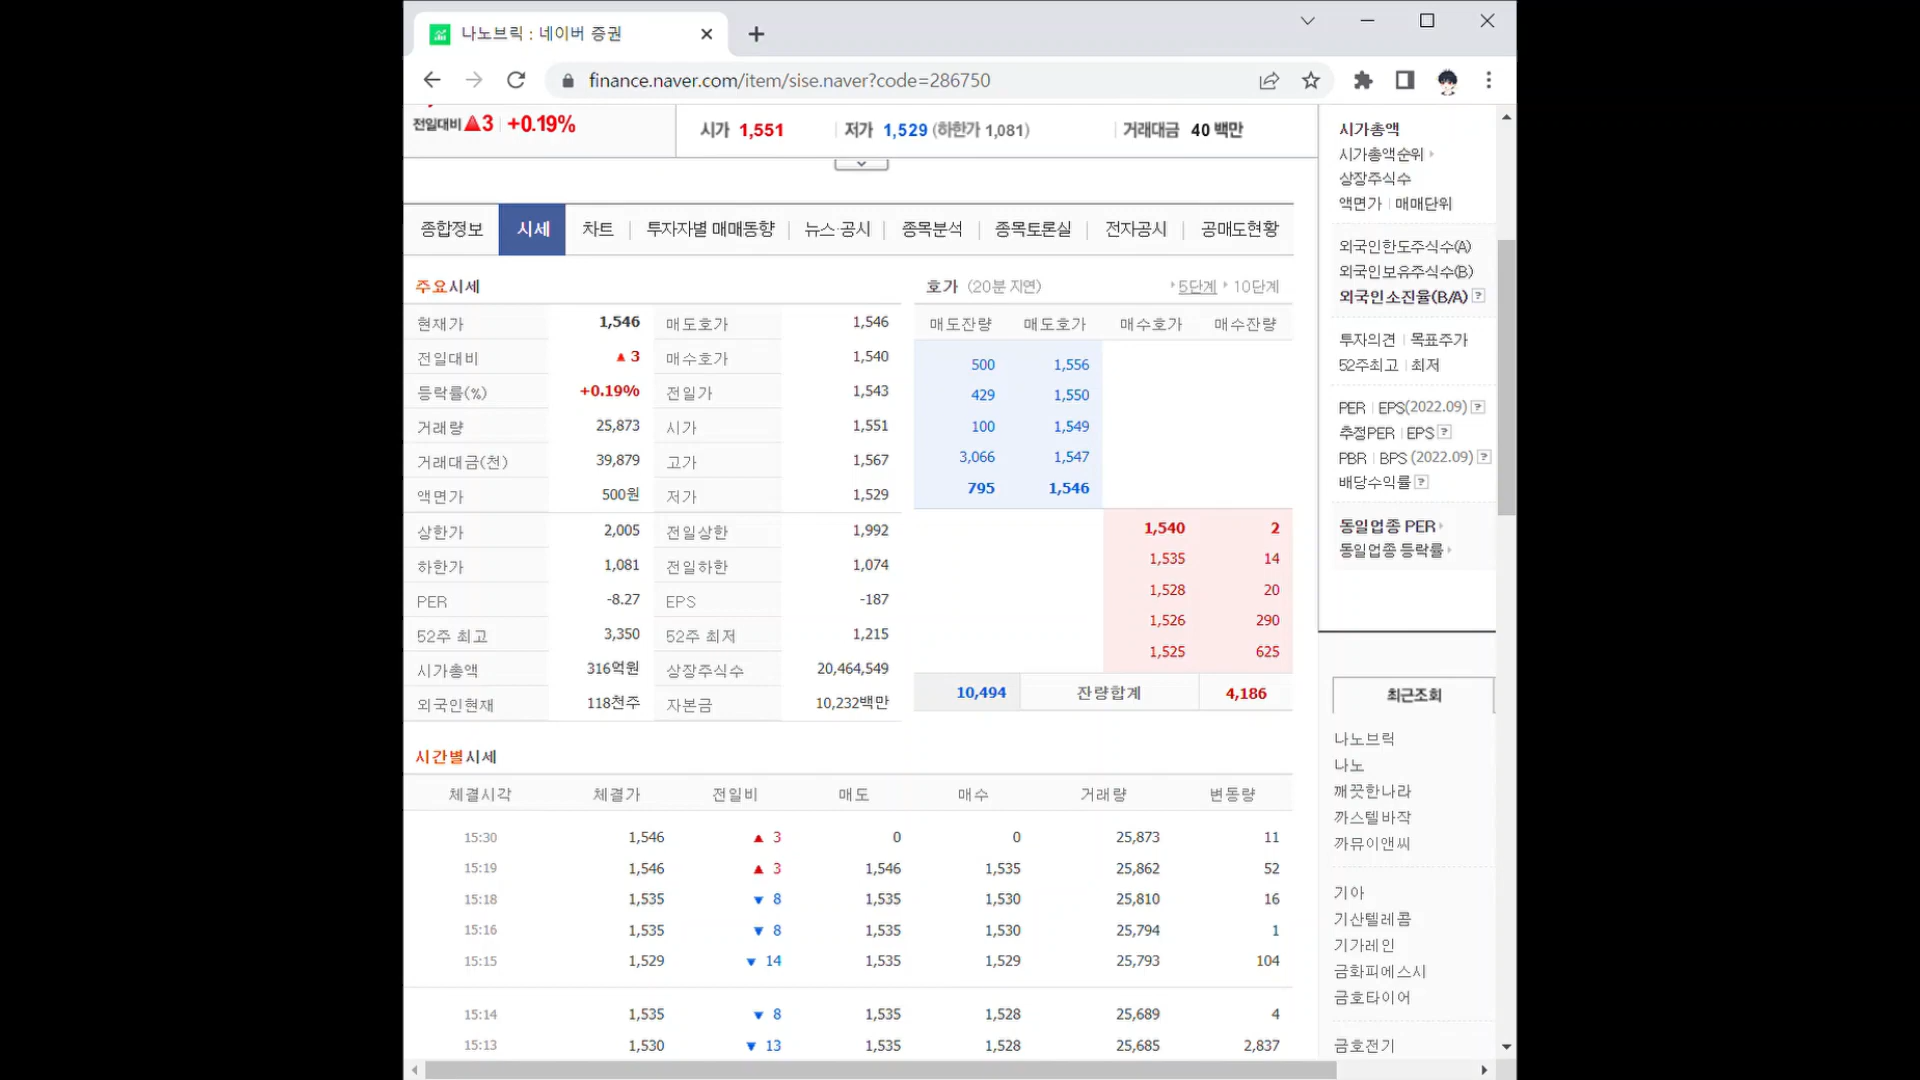 나노브릭 : 네이버 증권
finance.naver.com/item/sise.naver?code=286750
전일대비 ▲3 +0.19%
시가 1,551 저가 1,529 (하한가 1,081) 거래대금 40 백만
종합정보 시세 차트 투자자별 매매동향 뉴스·공시 종목분석 종목토론실 전자공시 공매도현황
주요시세
현재가 1,546 매도호가 1,546
전일대비 ▲ 3 매수호가 1,540
등락률(%) +0.19% 전일가 1,543
거래량 25,873 시가 1,551
거래대금(천) 39,879 고가 1,567
액면가 500원 저가 1,529
상한가 2,005 전일상한 1,992
하한가 1,081 전일하한 1,074
PER -8.27 EPS -187
52주 최고 3,350 52주 최저 1,215
시가총액 316억원 상장주식수 20,464,549
외국인현재 118천주 자본금 10,232백만
호가 (20분 지연) 5단계 10단계
매도잔량 매도호가 매수호가 매수잔량
500 1,556
429 1,550
100 1,549
3,066 1,547
795 1,546
1,540 2
1,535 14
1,528 20
1,526 290
1,525 625
10,494 잔량합계 4,186
시간별시세
체결시각 체결가 전일비 매도 매수 거래량 변동량
15:30 1,546 ▲ 3 0 0 25,873 11
15:19 1,546 ▲ 3 1,546 1,535 25,862 52
15:18 1,535 ▼ 8 1,535 1,530 25,810 16
15:16 1,535 ▼ 8 1,535 1,530 25,794 1
15:15 1,529 ▼ 14 1,535 1,529 25,793 104
15:14 1,535 ▼ 8 1,535 1,528 25,689 4
15:13 1,530 ▼ 13 1,535 1,528 25,685 2,837
시가총액
시가총액순위
상장주식수
액면가 | 매매단위
외국인한도주식수(A)
외국인보유주식수(B)
외국인소진율(B/A) ?
투자의견 | 목표주가
52주최고 | 최저
PER | EPS(2022.09) ?
추정PER | EPS ?
PBR | BPS (2022.09) ?
배당수익률 ?
동일업종 PER
동일업종 등락률
최근조회
나노브릭
나노
깨끗한나라
까스텔바작
까뮤이앤씨
기아
기산텔레콤
기가레인
금화피에스시
금호타이어
금호전기